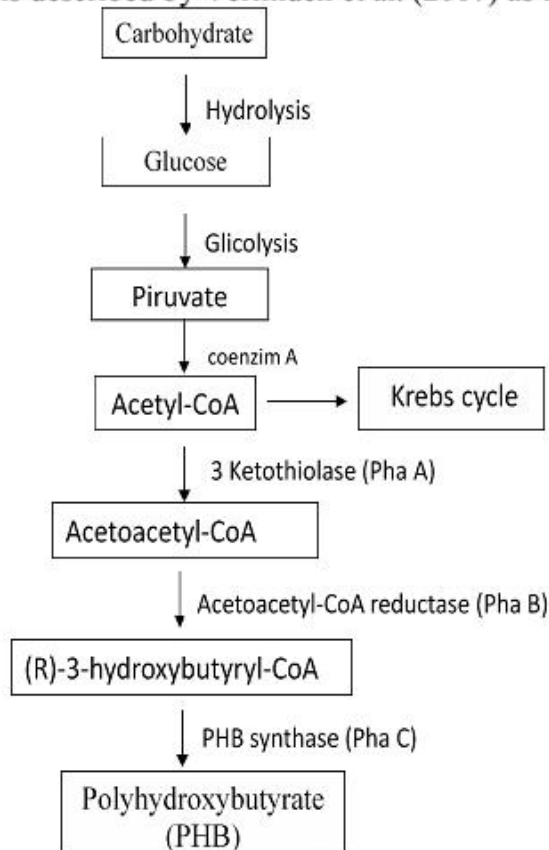 Carbohydrate
Hydrolysis
Glucose
Glicolysis
Piruvate
coenzim A
Acetyl-CoA
Krebs cycle
3 Ketothiolase (Pha A)
Acetoacetyl-CoA
Acetoacetyl-CoA reductase (Pha B)
(R)-3-hydroxybutyryl-CoA
PHB synthase (Pha C)
Polyhydroxybutyrate
(PHB)